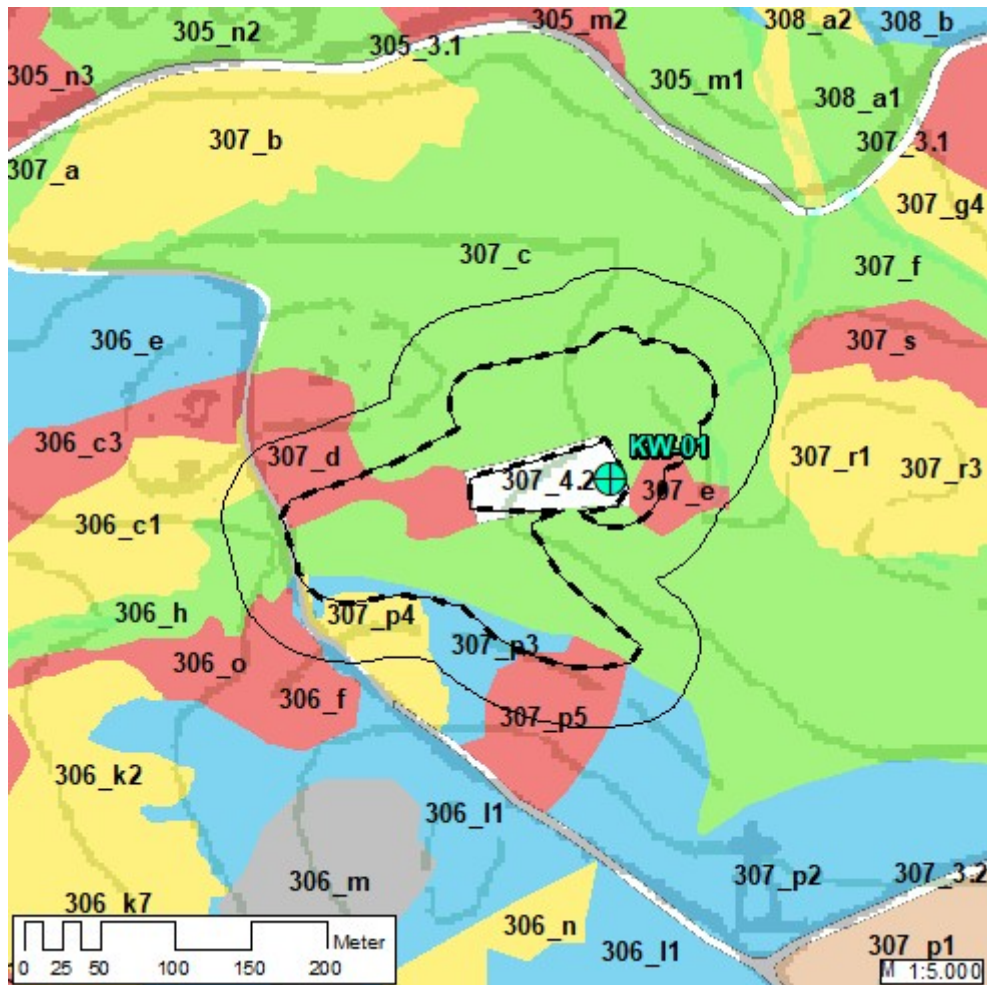 305_n2
305_3.1
305_m2
308_a2
308_b
305_n3
305_m1
308_a1
307_b
307_3.1
307_a
307_g4
307_c
307_f
306_e
307_s
306_c3
307_d
KW-01
307_4.2
307_e
307_r1
307_r3
306_c1
306_h
307_p4
307_p3
306_o
306_f
307_p5
306_k2
306_l1
306_m
307_p2
307_3.2
306_k7
306_n
306_l1
307_p1
Meter
0 25 50 100 150 200
M 1:5.000